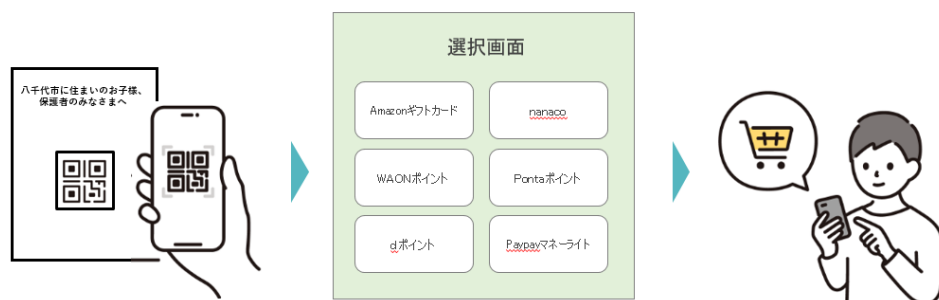 八千代市に住まいのお子様、
保護者のみなさまへ
選択画面
Amazonギフトカード
nanaco
WAONポイント
Pontaポイント
dポイント
Paypayマネーライト